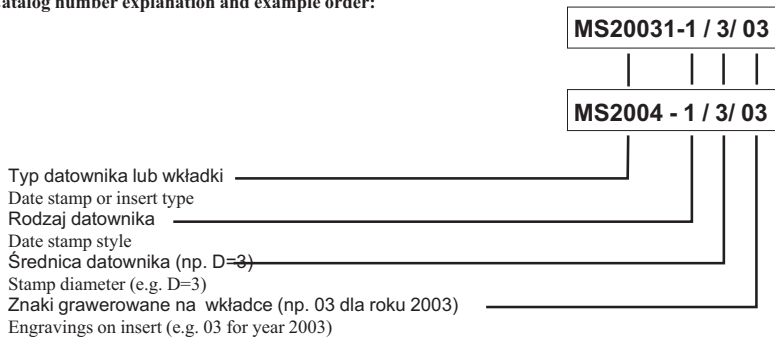 catalog number explanation and example order:
MS20031-1 / 3/ 03
MS2004 - 1 / 3/ 03
Typ datownika lub wkładki
Date stamp or insert type
Rodzaj datownika
Date stamp style
Średnica datownika (np. D=3)
Stamp diameter (e.g. D=3)
Znaki grawerowane na wkładce (np. 03 dla roku 2003)
Engravings on insert (e.g. 03 for year 2003)